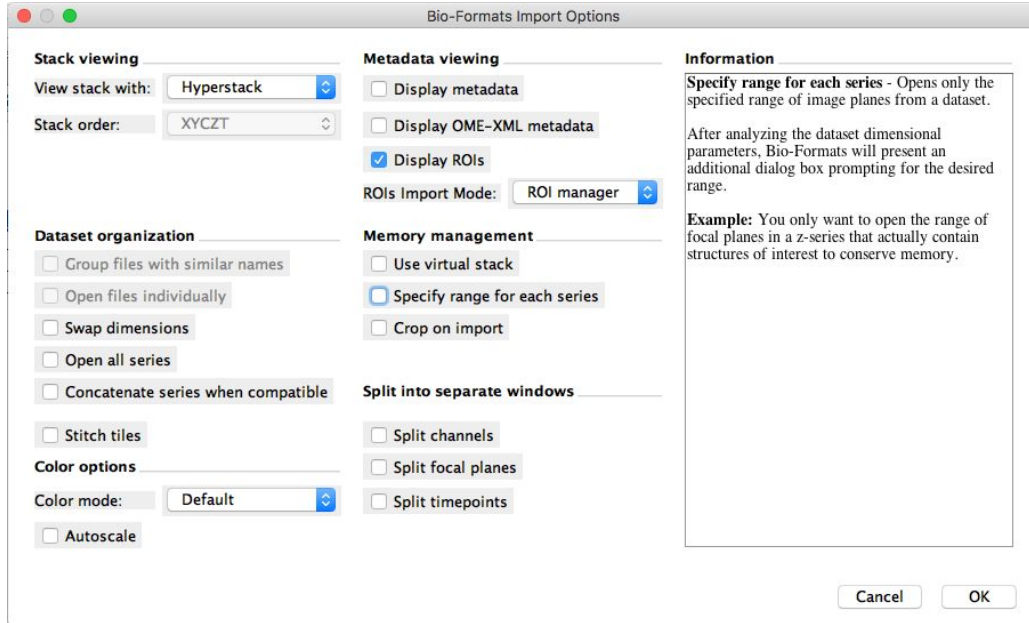 Bio-Formats Import Options
Stack viewing
View stack with: Hyperstack
Stack order: XYCZT
Dataset organization
Group files with similar names
Open files individually
Swap dimensions
Open all series
Concatenate series when compatible
Stitch tiles
Color options
Color mode: Default
Autoscale
Metadata viewing
Display metadata
Display OME-XML metadata
Display ROIs
ROIs Import Mode: ROI manager
Memory management
Use virtual stack
Specify range for each series
Crop on import
Split into separate windows
Split channels
Split focal planes
Split timepoints
Information
Specify range for each series - Opens only the
specified range of image planes from a dataset.
After analyzing the dataset dimensional
parameters, Bio-Formats will present an
additional dialog box prompting for the desired
range.
Example: You only want to open the range of
focal planes in a z-series that actually contain
structures of interest to conserve memory.
Cancel OK